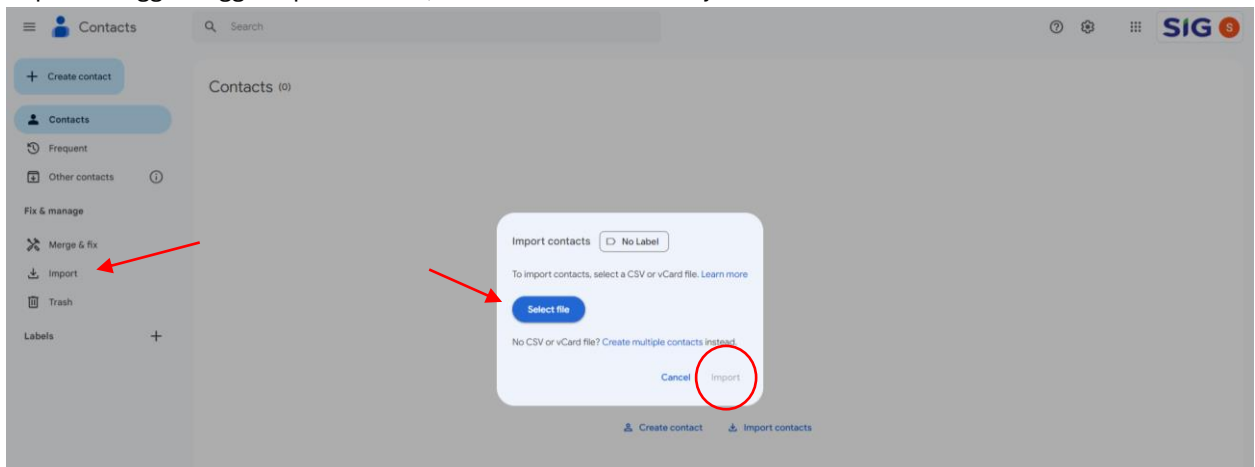 Contacts
Search
SIG S
Create contact
Contacts (0)
Contacts
Frequent
Other contacts
Fix & manage
Merge & fix
Import
Trash
Labels
Import contacts No Label
To import contacts, select a CSV or vCard file. Learn more
Select file
No CSV or vCard file? Create multiple contacts instead.
Cancel Import
Create contact Import contacts